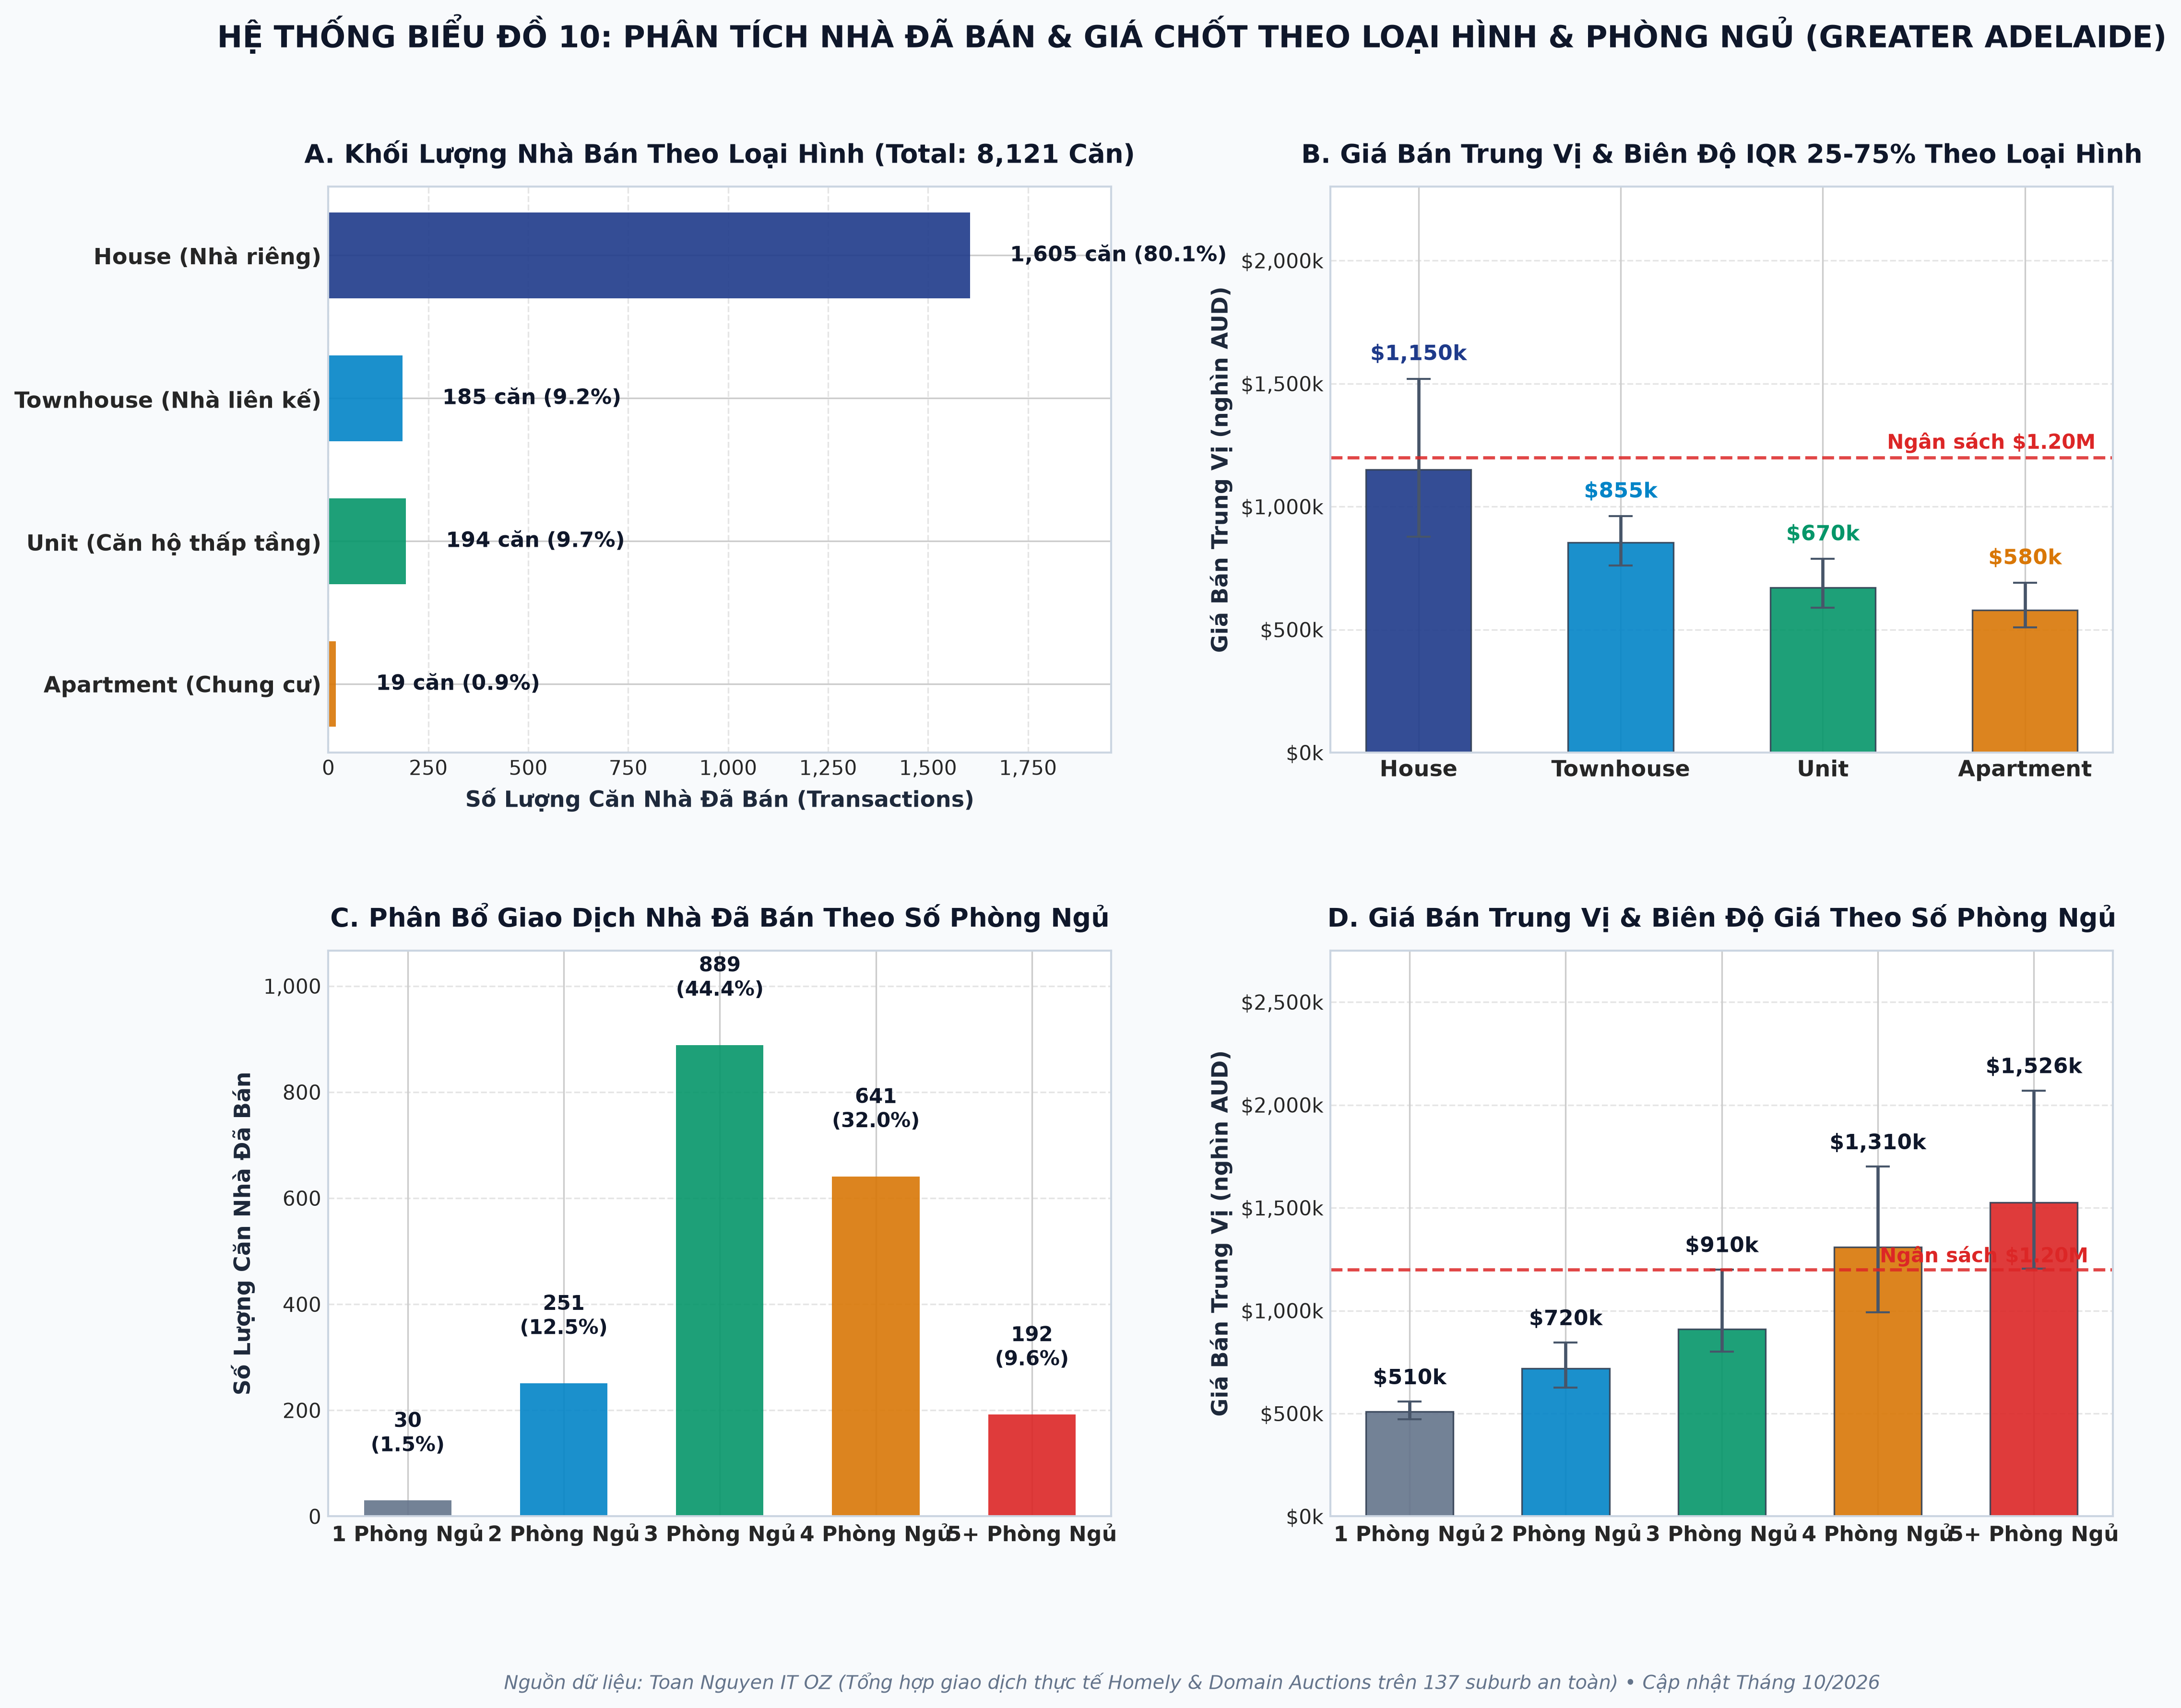 HỆ THỐNG BIỂU ĐỒ 10: PHÂN TÍCH NHÀ ĐÃ BÁN & GIÁ CHỐT THEO LOẠI HÌNH & PHÒNG NGỦ (GREATER ADELAIDE)
A. Khối Lượng Nhà Bán Theo Loại Hình (Total: 8,121 Căn)
House (Nhà riêng)
1,605 căn (80.1%)
Townhouse (Nhà liên kế)
185 căn (9.2%)
Unit (Căn hộ thấp tầng)
194 căn (9.7%)
Apartment (Chung cư)
19 căn (0.9%)
0 250 500 750 1,000 1,250 1,500 1,750
Số Lượng Căn Nhà Đã Bán (Transactions)
B. Giá Bán Trung Vị & Biên Độ IQR 25-75% Theo Loại Hình
Giá Bán Trung Vị (nghìn AUD)
$2,000k
$1,500k
$1,000k
$500k
$0k
$1,150k
Ngân sách $1.20M
$855k
$670k
$580k
House Townhouse Unit Apartment
C. Phân Bổ Giao Dịch Nhà Đã Bán Theo Số Phòng Ngủ
Số Lượng Căn Nhà Đã Bán
1,000
800
600
400
200
0
30
(1.5%)
251
(12.5%)
889
(44.4%)
641
(32.0%)
192
(9.6%)
1 Phòng Ngủ 2 Phòng Ngủ 3 Phòng Ngủ 4 Phòng Ngủ 5+ Phòng Ngủ
D. Giá Bán Trung Vị & Biên Độ Giá Theo Số Phòng Ngủ
Giá Bán Trung Vị (nghìn AUD)
$2,500k
$2,000k
$1,500k
$1,000k
$500k
$0k
$510k
$720k
$910k
$1,310k
$1,526k
Ngân sách $1.20M
1 Phòng Ngủ 2 Phòng Ngủ 3 Phòng Ngủ 4 Phòng Ngủ 5+ Phòng Ngủ
Nguồn dữ liệu: Toan Nguyen IT OZ (Tổng hợp giao dịch thực tế Homely & Domain Auctions trên 137 suburb an toàn) • Cập nhật Tháng 10/2026